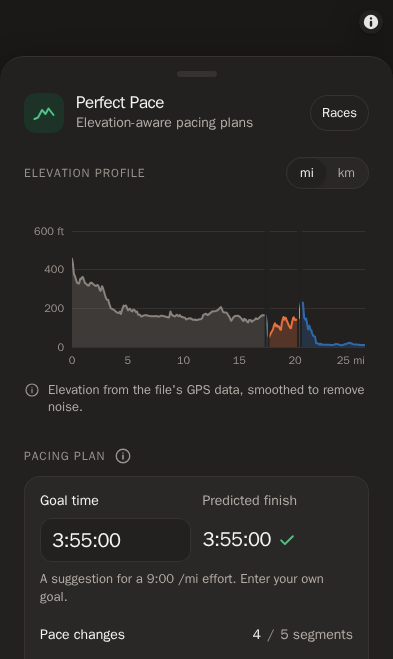 Perfect Pace
Elevation-aware pacing plans
Races
ELEVATION PROFILE
mi
km
600 ft
400
200
0
0
5
10
15
20
25 mi
Elevation from the file's GPS data, smoothed to remove
noise.
PACING PLAN
Goal time
Predicted finish
3:55:00
3:55:00
A suggestion for a 9:00 /mi effort. Enter your own
goal.
Pace changes
4 / 5 segments